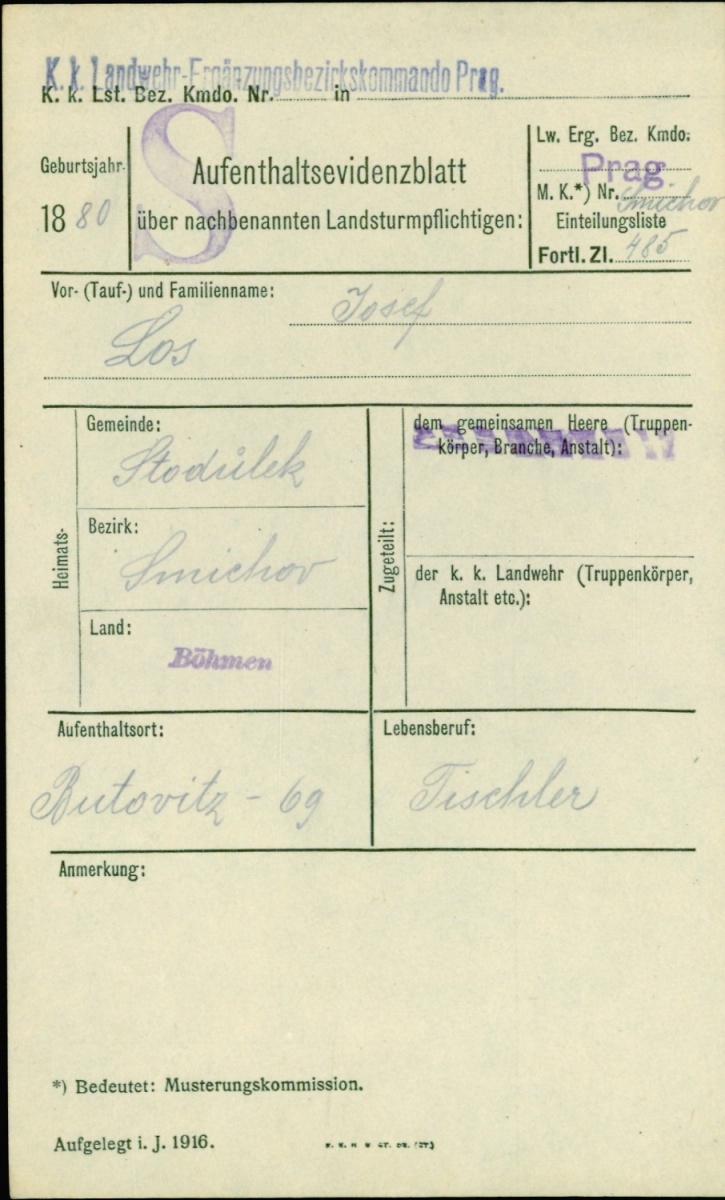 K. k. Landwehr-Ergänzungsbezirkskommando Prag.
K. k. Lst. Bez. Kmdo. Nr. in
Geburtsjahr
1880
S
Aufenthaltsevidenzblatt
über nachbenannten Landsturmpflichtigen:
Lw. Erg. Bez. Kmdo.
Prag
M. K.*) Nr. Smichov
Einteilungsliste
Fortl. Zl. 485
Vor- (Tauf-) und Familienname:
Josef
Los
Heimats-
Gemeinde:
Stodůlek
Bezirk:
Smichov
Land:
Böhmen
Zugeteilt:
dem gemeinsamen Heere (Truppen-
körper, Branche, Anstalt):
der k. k. Landwehr (Truppenkörper,
Anstalt etc.):
Aufenthaltsort:
Butovitz - 69
Lebensberuf:
Tischler
Anmerkung:
*) Bedeutet: Musterungskommission.
Aufgelegt i. J. 1916.